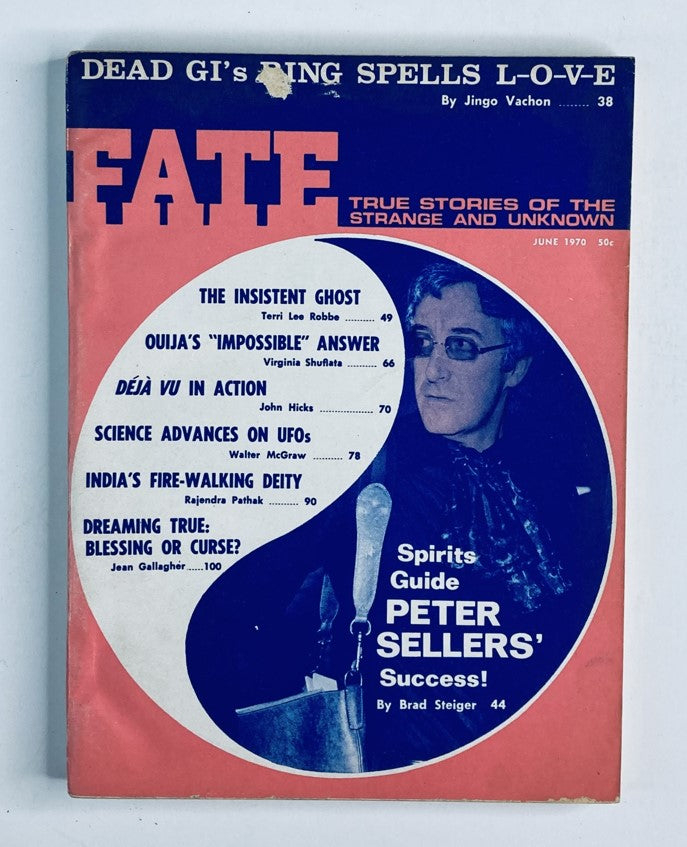 DEAD GI's RING SPELLS L-O-V-E
By Jingo Vachon ........ 38
FATE
TRUE STORIES OF THE
STRANGE AND UNKNOWN
JUNE 1970 50c
THE INSISTENT GHOST
Terri Lee Robbe .......... 49
OUIJA'S "IMPOSSIBLE" ANSWER
Virginia Shuflata .......... 66
DÉJÀ VU IN ACTION
John Hicks .................. 70
SCIENCE ADVANCES ON UFOs
Walter McGraw .......... 78
INDIA'S FIRE-WALKING DEITY
Rajendra Pathak .......... 90
DREAMING TRUE:
BLESSING OR CURSE?
Jean Gallagher ......100
Spirits
Guide
PETER
SELLERS'
Success!
By Brad Steiger 44